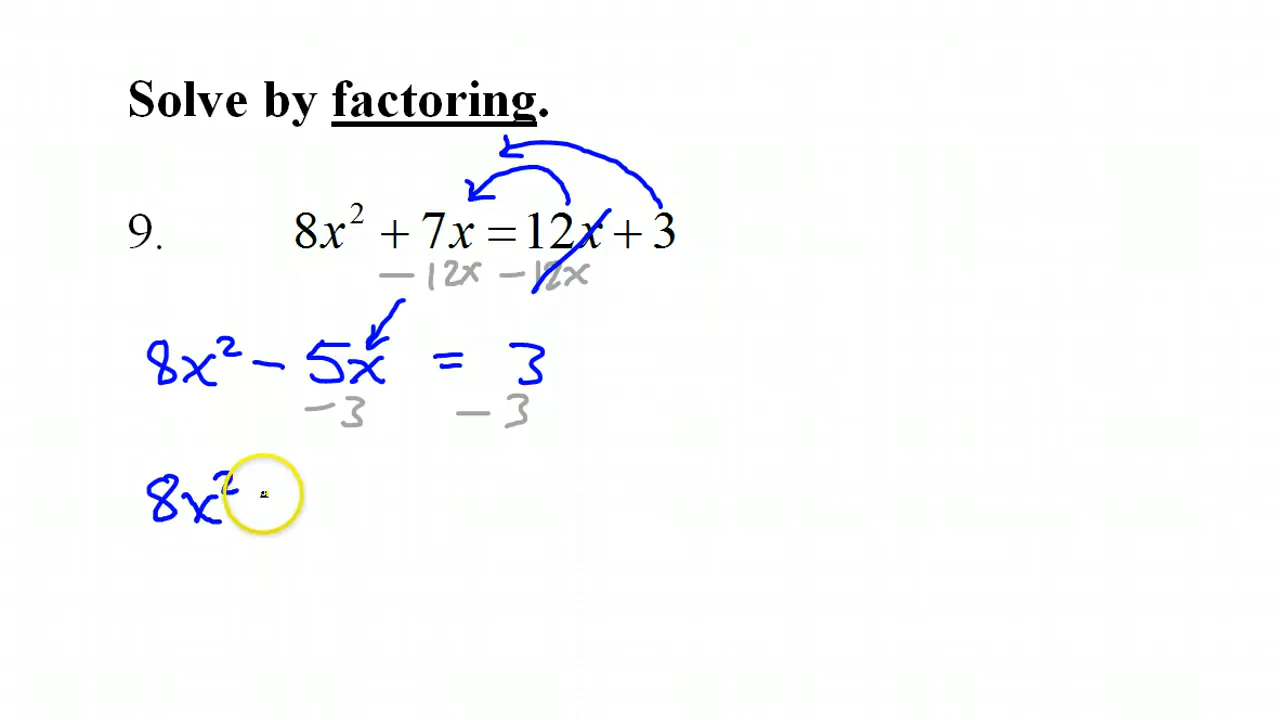 Solve by factoring.
9. 8x² + 7x = 12x + 3
− 12x − 12x
8x² − 5x = 3
− 3 − 3
8x²